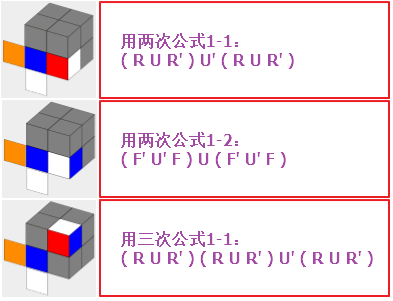 用两次公式1-1:
( R U R' ) U' ( R U R' )
用两次公式1-2:
( F' U' F ) U ( F' U' F )
用三次公式1-1:
( R U R' ) ( R U R' ) U' ( R U R' )